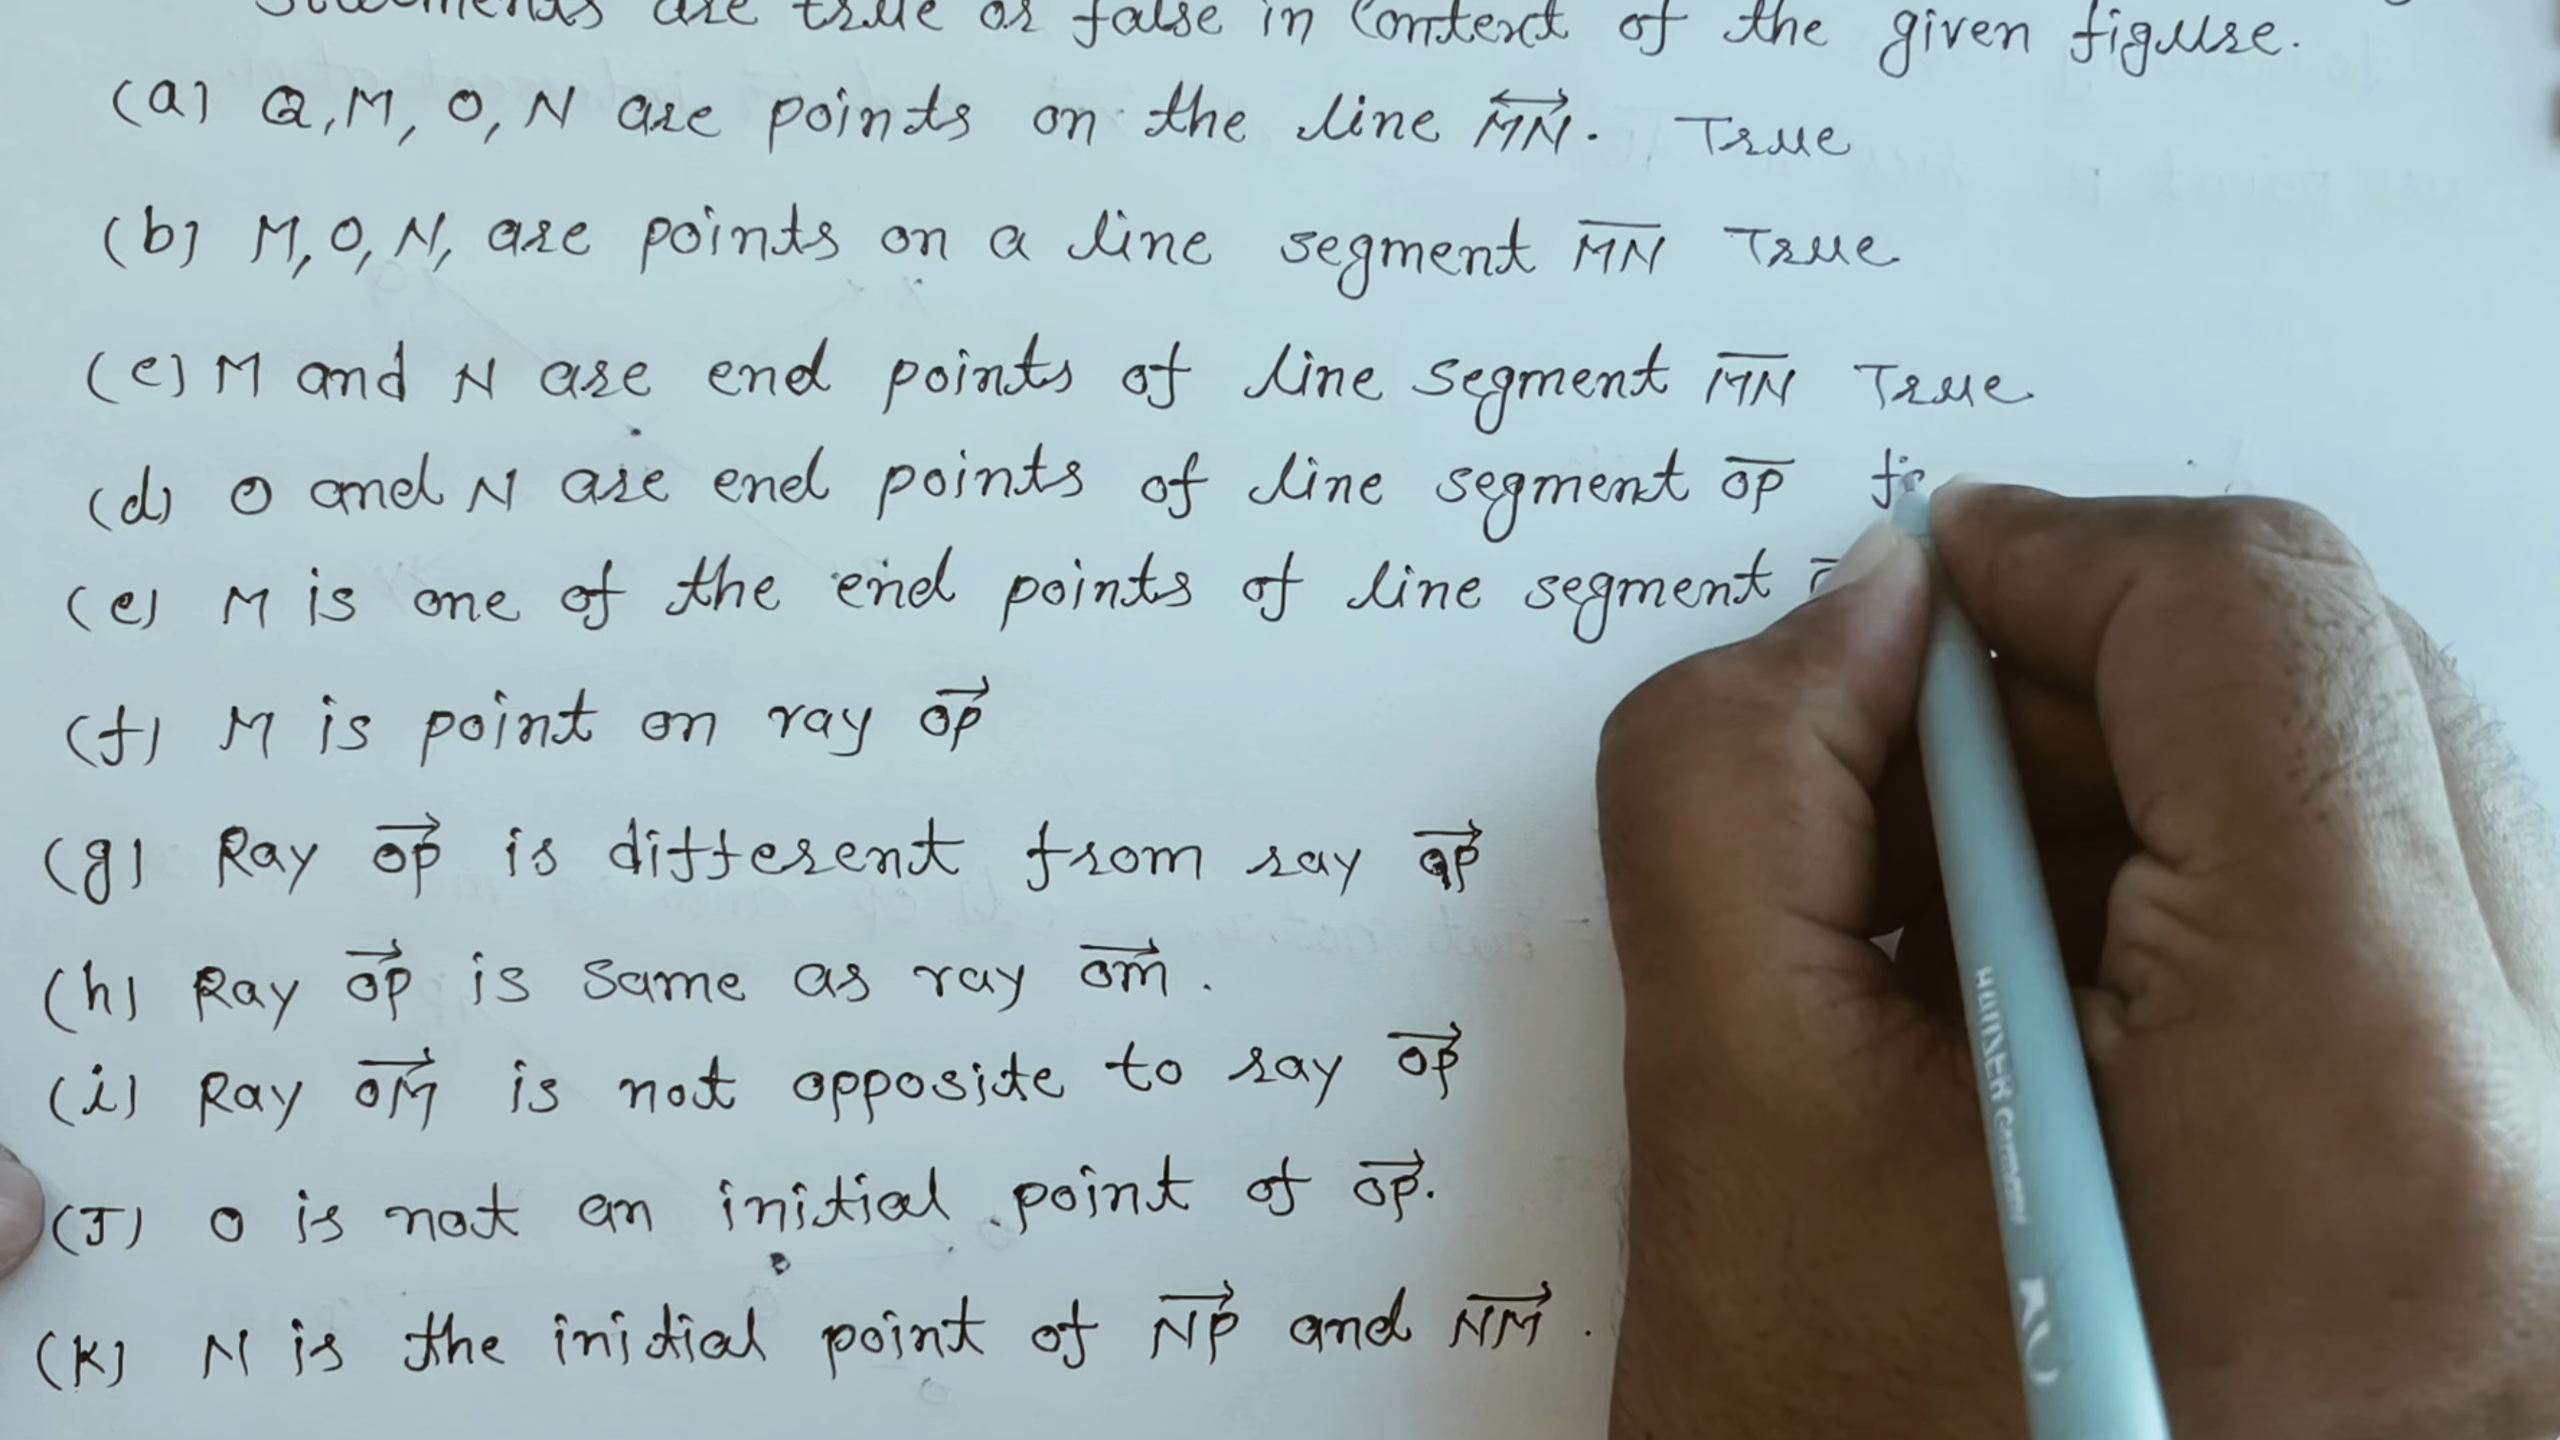 Statements are true or false in Context of the given figure.
(a) Q, M, O, N are points on the line MN. True
(b) M, O, N, are points on a line segment MN True
(c) M and N are end points of line segment MN True
(d) O and N are end points of line segment OP
(e) M is one of the end points of line segment
(f) M is point on ray OP
(g) Ray OP is different from ray QP
(h) Ray OP is same as ray OM.
(i) Ray OM is not opposite to ray OP
(J) O is not an initial point of OP.
(K) N is the initial point of NP and NM.
HAUSER
XO